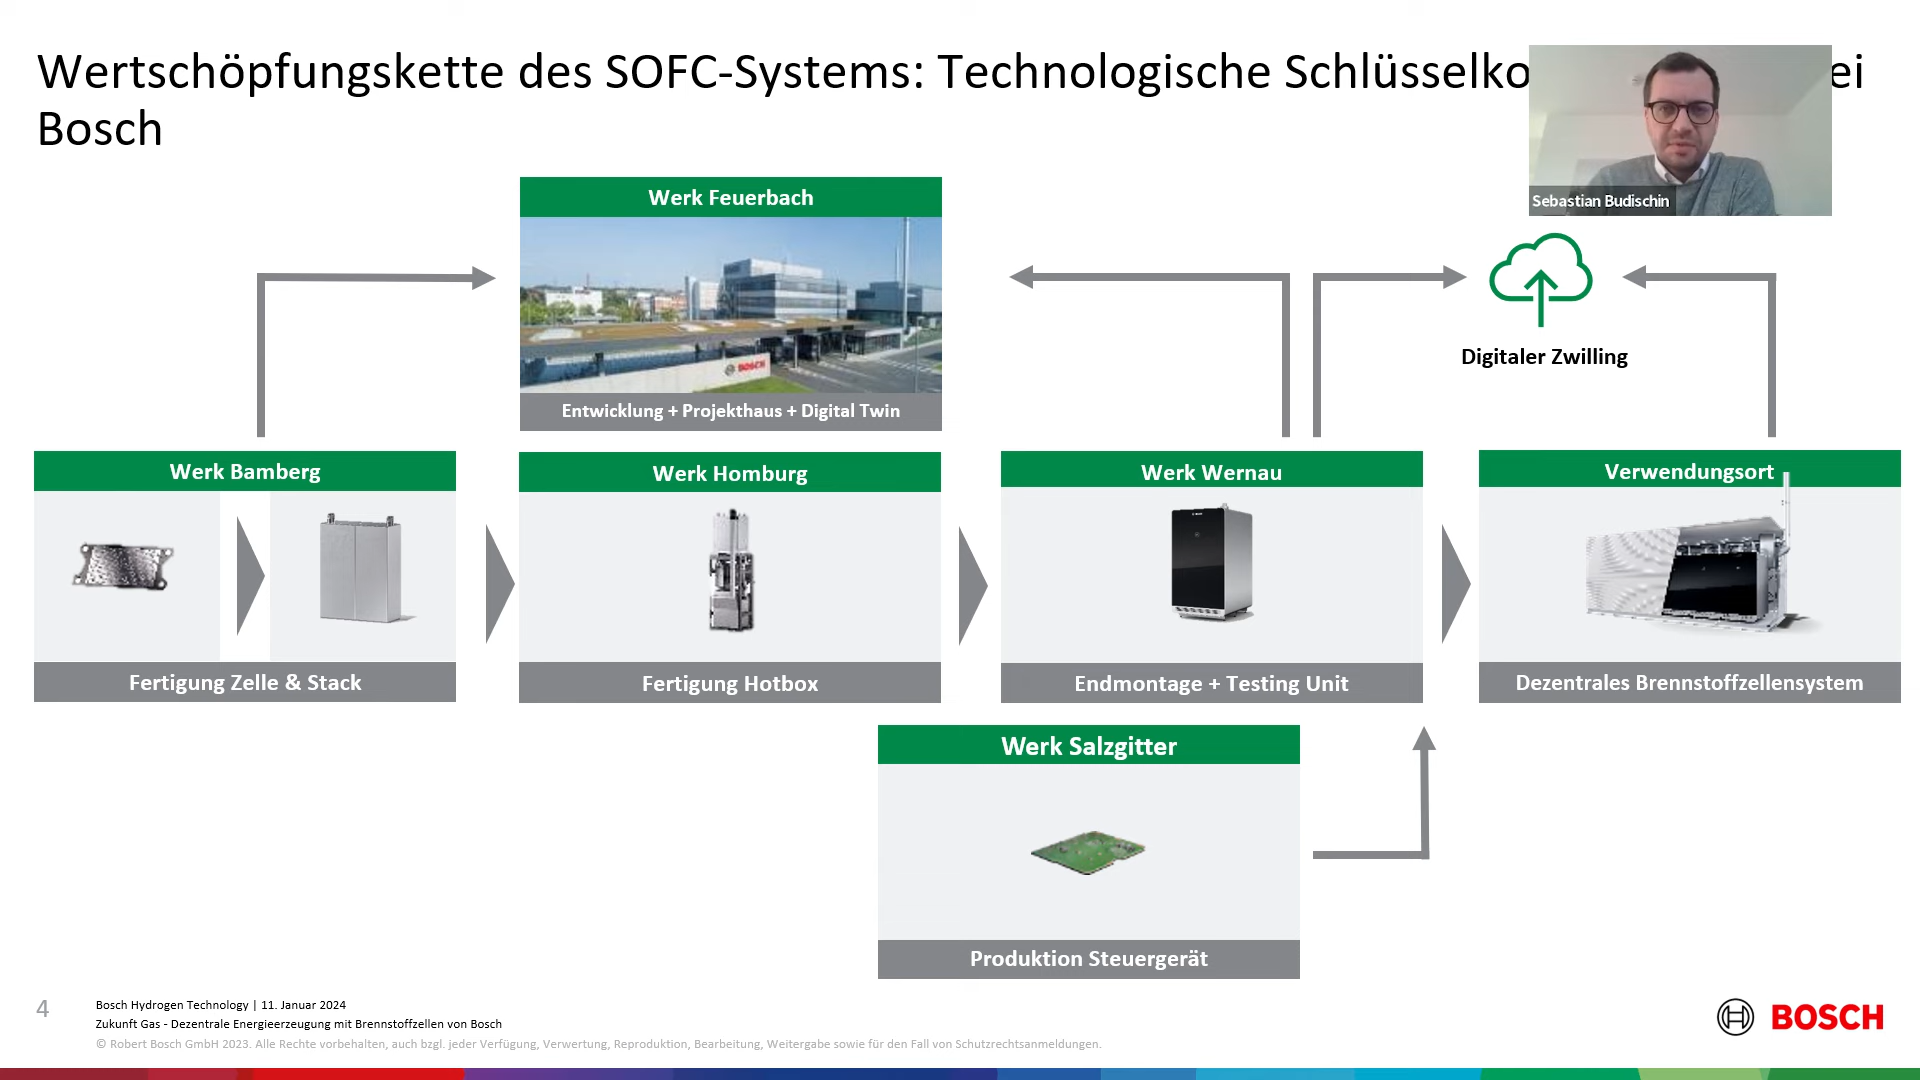 Wertschöpfungskette des SOFC-Systems: Technologische ei
Bosch
Sebastian Budischin
Werk Feuerbach
BOSCH
Entwicklung + Projekthaus + Digital Twin
Digitaler Zwilling
Werk Bamberg
Fertigung Zelle & Stack
Werk Homburg
Fertigung Hotbox
Werk Wernau
Endmontage + Testing Unit
Verwendungsort
Dezentrales Brennstoffzellensystem
Werk Salzgitter
Produktion Steuergerät
4
Bosch Hydrogen Technology | 11. Januar 2024
Zukunft Gas - Dezentrale Energieerzeugung mit Brennstoffzellen von Bosch
© Robert Bosch GmbH 2023. Alle Rechte vorbehalten, auch bzgl. jeder Verfügung, Verwertung, Reproduktion, Bearbeitung, Weitergabe sowie für den Fall von Schutzrechtsanmeldungen.
BOSCH